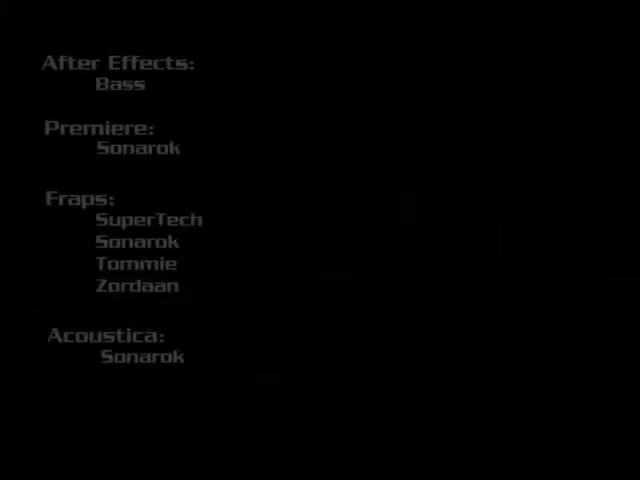 After Effects:
Bass
Premiere:
Sonarok
Fraps:
SuperTech
Sonarok
Tommie
Zordaan
Acoustica:
Sonarok